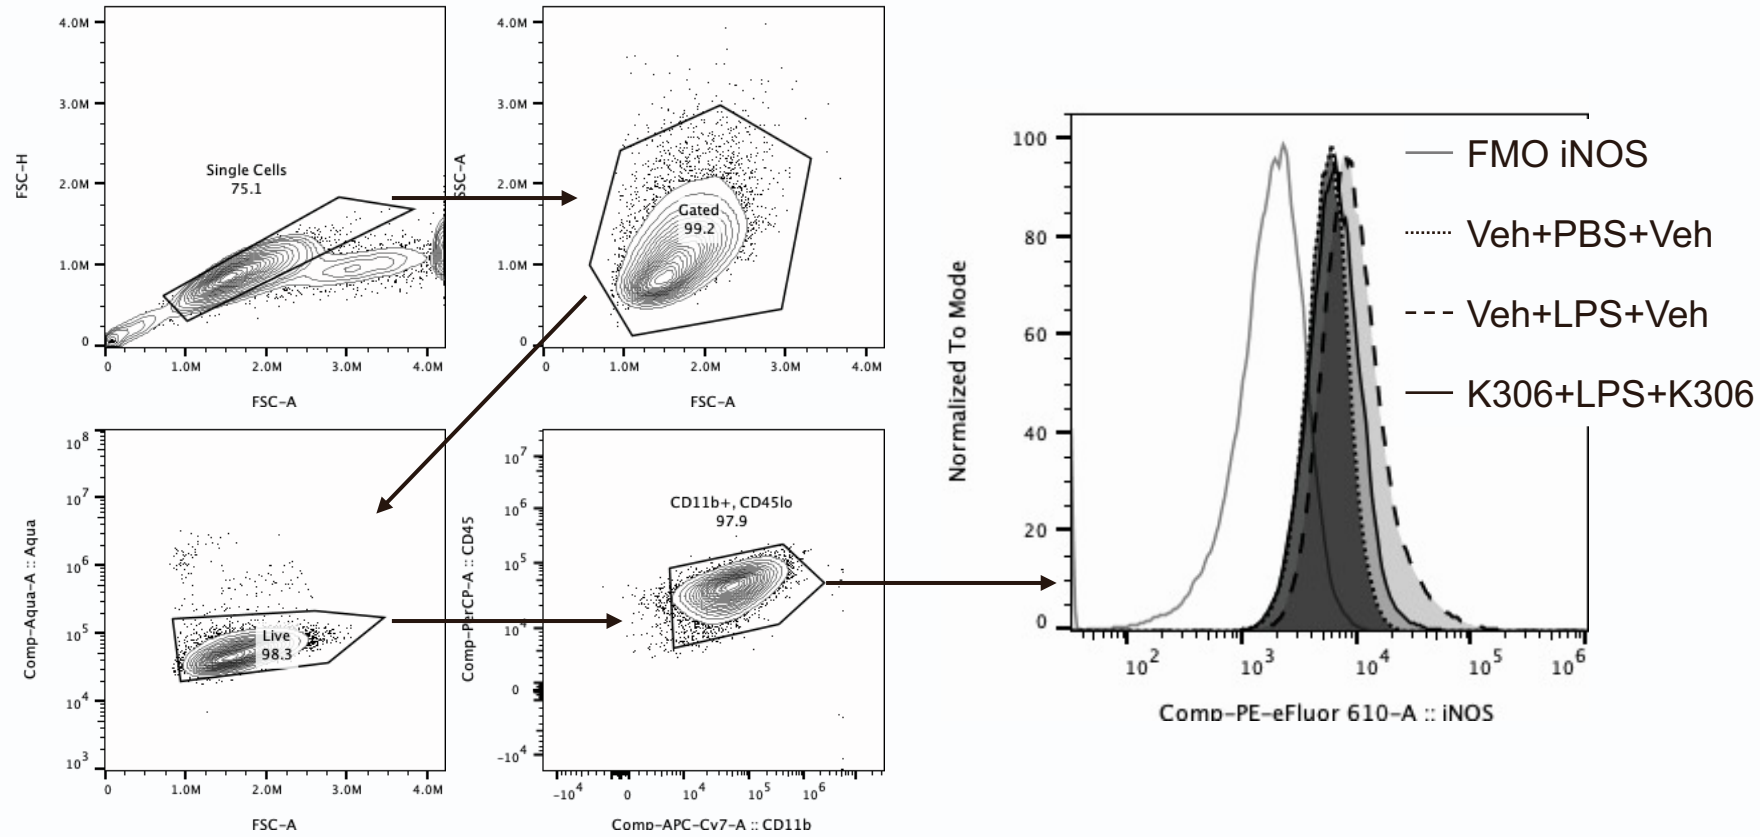 4.0M
3.0M
2.0M
1.0M
0
FSC-H
Single Cells
75.1
0 1.0M 2.0M 3.0M 4.0M
FSC-A
4.0M
3.0M
2.0M
1.0M
0
SSC-A
Gated
99.2
0 1.0M 2.0M 3.0M 4.0M
FSC-A
10^8
10^7
10^6
10^5
10^4
10^3
Comp-Aqua-A :: Aqua
Live
98.3
0 1.0M 2.0M 3.0M 4.0M
FSC-A
10^7
10^6
10^5
10^4
0
-10^4
Comp-PerCP-A :: CD45
CD11b+, CD45lo
97.9
-10^4 0 10^4 10^5 10^6
Comp-APC-Cy7-A :: CD11b
100
80
60
40
20
0
Normalized To Mode
10^2 10^3 10^4 10^5 10^6
Comp-PE-eFluor 610-A :: iNOS
FMO iNOS
Veh+PBS+Veh
Veh+LPS+Veh
K306+LPS+K306